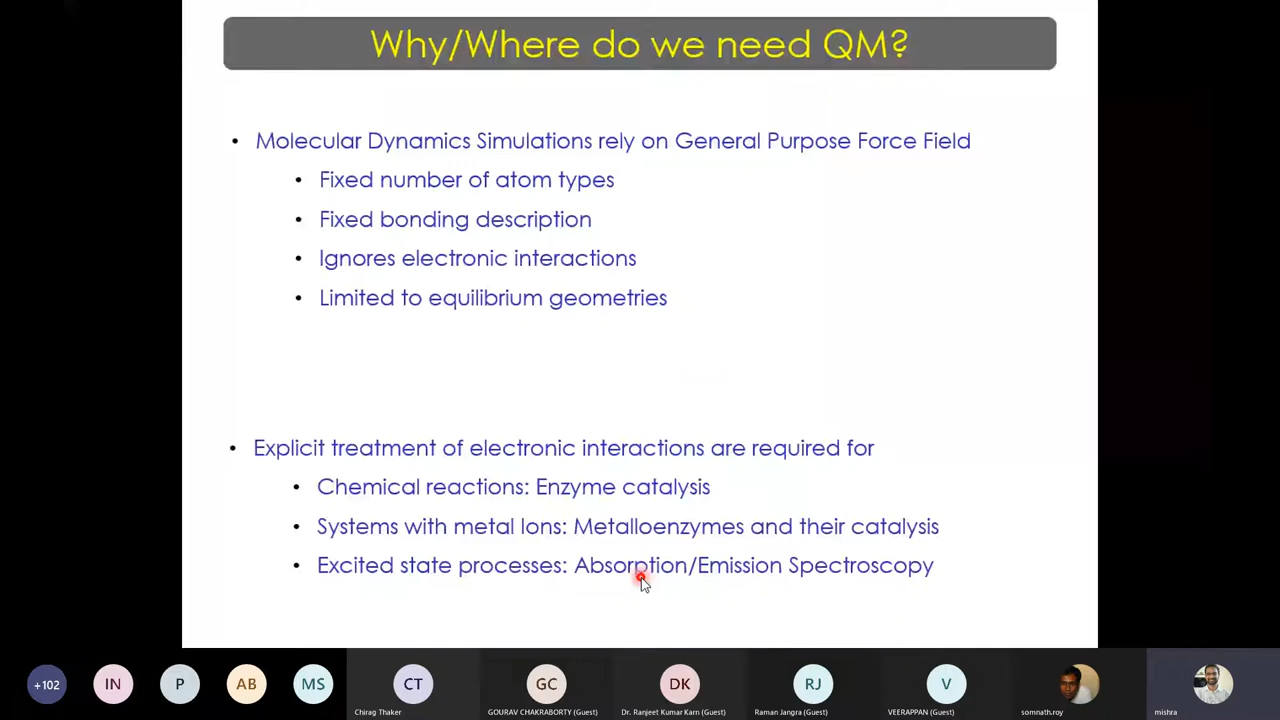 Why/Where do we need QM?
• Molecular Dynamics Simulations rely on General Purpose Force Field
• Fixed number of atom types
• Fixed bonding description
• Ignores electronic interactions
• Limited to equilibrium geometries
• Explicit treatment of electronic interactions are required for
• Chemical reactions: Enzyme catalysis
• Systems with metal Ions: Metalloenzymes and their catalysis
• Excited state processes: Absorption/Emission Spectroscopy
+102
IN
P
AB
MS
CT
Chirag Thaker
GC
GOURAV CHAKRABORTY (Guest)
DK
Dr. Ranjeet Kumar Karn (Guest)
RJ
Raman Jangra (Guest)
V
VEERAPPAN (Guest)
somnath.roy
mishra